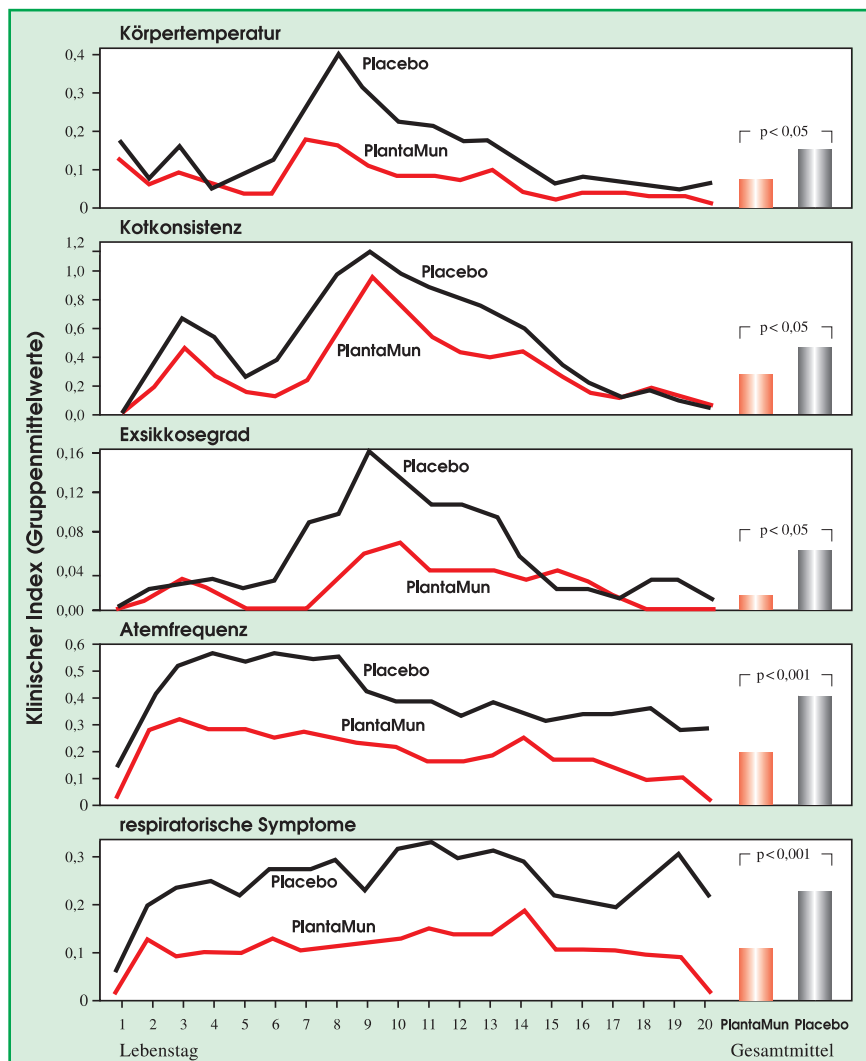 Klinischer Index (Gruppenmittelwerte)
Körpertemperatur
0,4
0,3
0,2
0,1
0
Placebo
PlantaMun
p< 0,05
Kotkonsistenz
1,2
1,0
0,8
0,6
0,4
0,2
0,0
Placebo
PlantaMun
p< 0,05
Exsikkosegrad
0,16
0,12
0,08
0,04
0,00
Placebo
PlantaMun
p< 0,05
Atemfrequenz
0,6
0,5
0,4
0,3
0,2
0,1
0
Placebo
PlantaMun
p<0,001
respiratorische Symptome
0,3
0,2
0,1
0
Placebo
PlantaMun
p<0,001
1 2 3 4 5 6 7 8 9 10 11 12 13 14 15 16 17 18 19 20 PlantaMun Placebo
Lebenstag Gesamtmittel